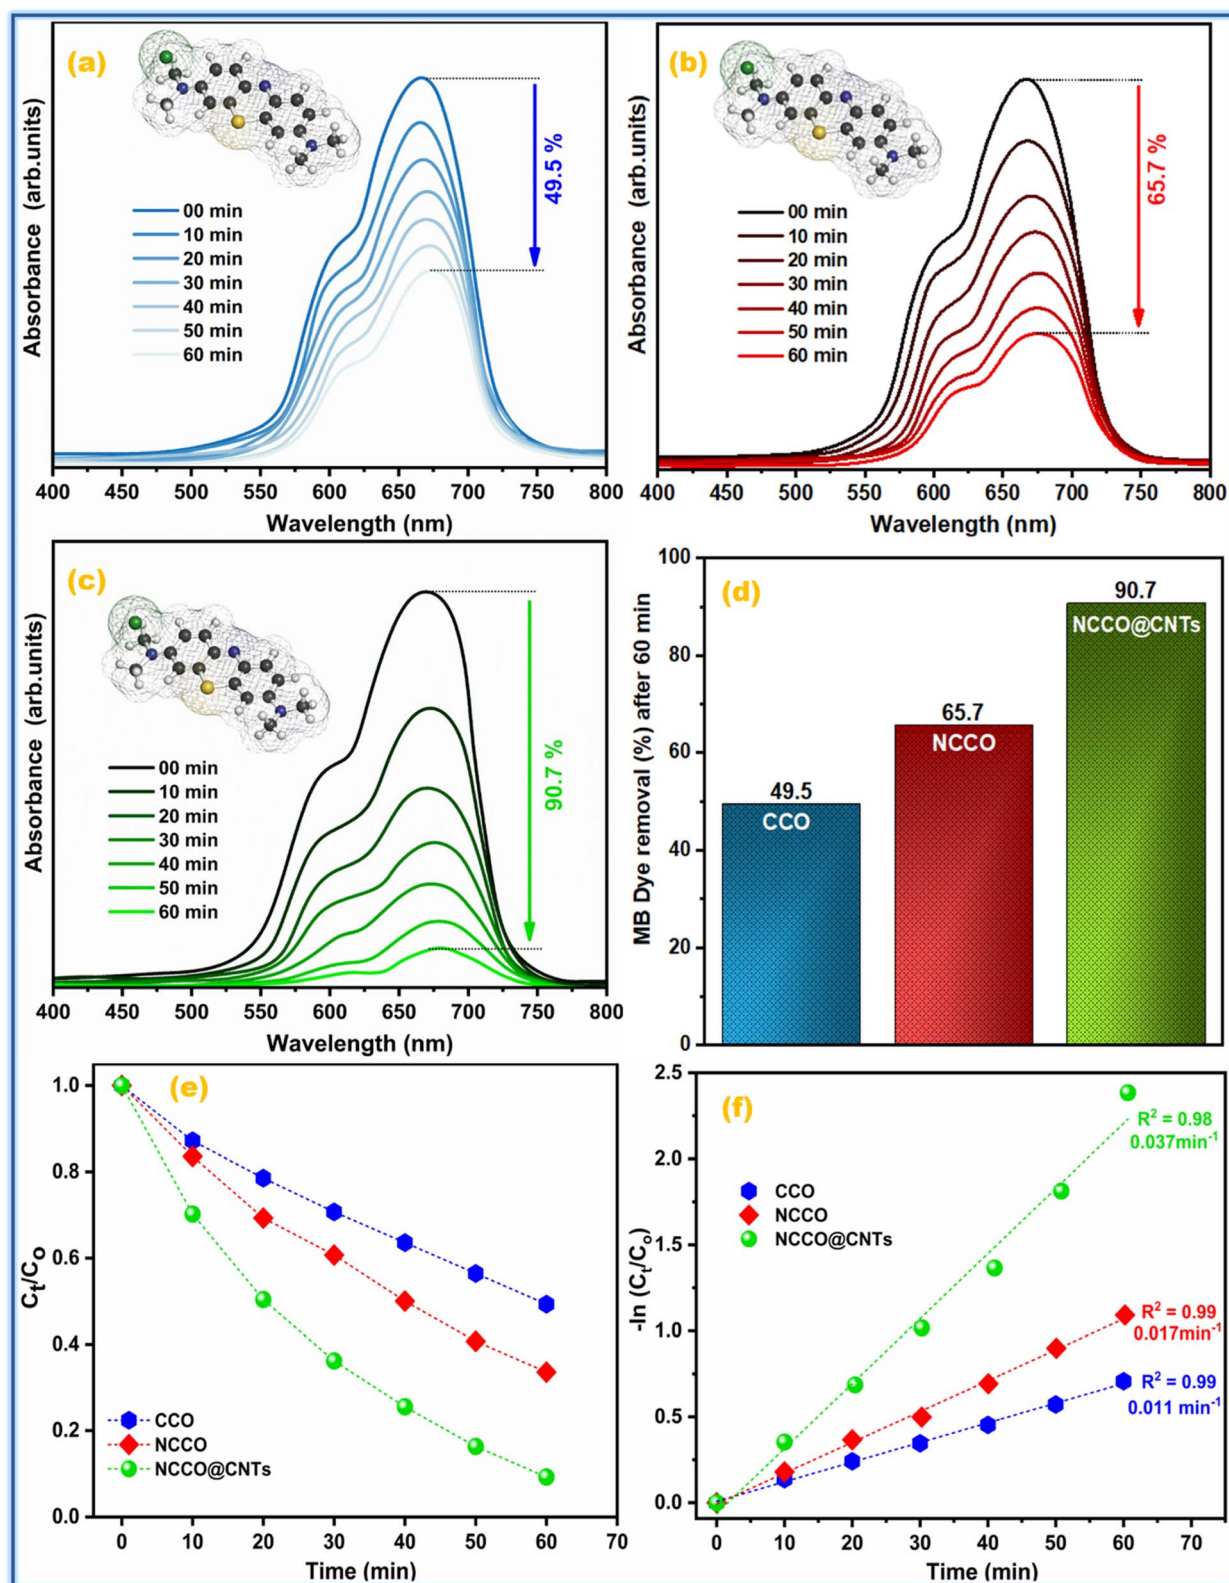 (a)
49.5 %
00 min
10 min
20 min
30 min
40 min
50 min
60 min
Absorbance (arb.units)
400 450 500 550 600 650 700 750 800
Wavelength (nm)
(b)
65.7 %
00 min
10 min
20 min
30 min
40 min
50 min
60 min
Absorbance (arb.units)
400 450 500 550 600 650 700 750 800
Wavelength (nm)
(c)
90.7 %
00 min
10 min
20 min
30 min
40 min
50 min
60 min
Absorbance (arb.units)
400 450 500 550 600 650 700 750 800
Wavelength (nm)
(d)
100
80
60
40
20
0
MB Dye removal (%) after 60 min
49.5
CCO
65.7
NCCO
90.7
NCCO@CNTs
(e)
1.0
0.8
0.6
0.4
0.2
0.0
Ct/Co
CCO
NCCO
NCCO@CNTs
0 10 20 30 40 50 60 70
Time (min)
(f)
2.5
2.0
1.5
1.0
0.5
0.0
-ln (Ct/Co)
CCO
NCCO
NCCO@CNTs
R² = 0.98
0.037min⁻¹
R² = 0.99
0.017min⁻¹
R² = 0.99
0.011 min⁻¹
0 10 20 30 40 50 60 70
Time (min)